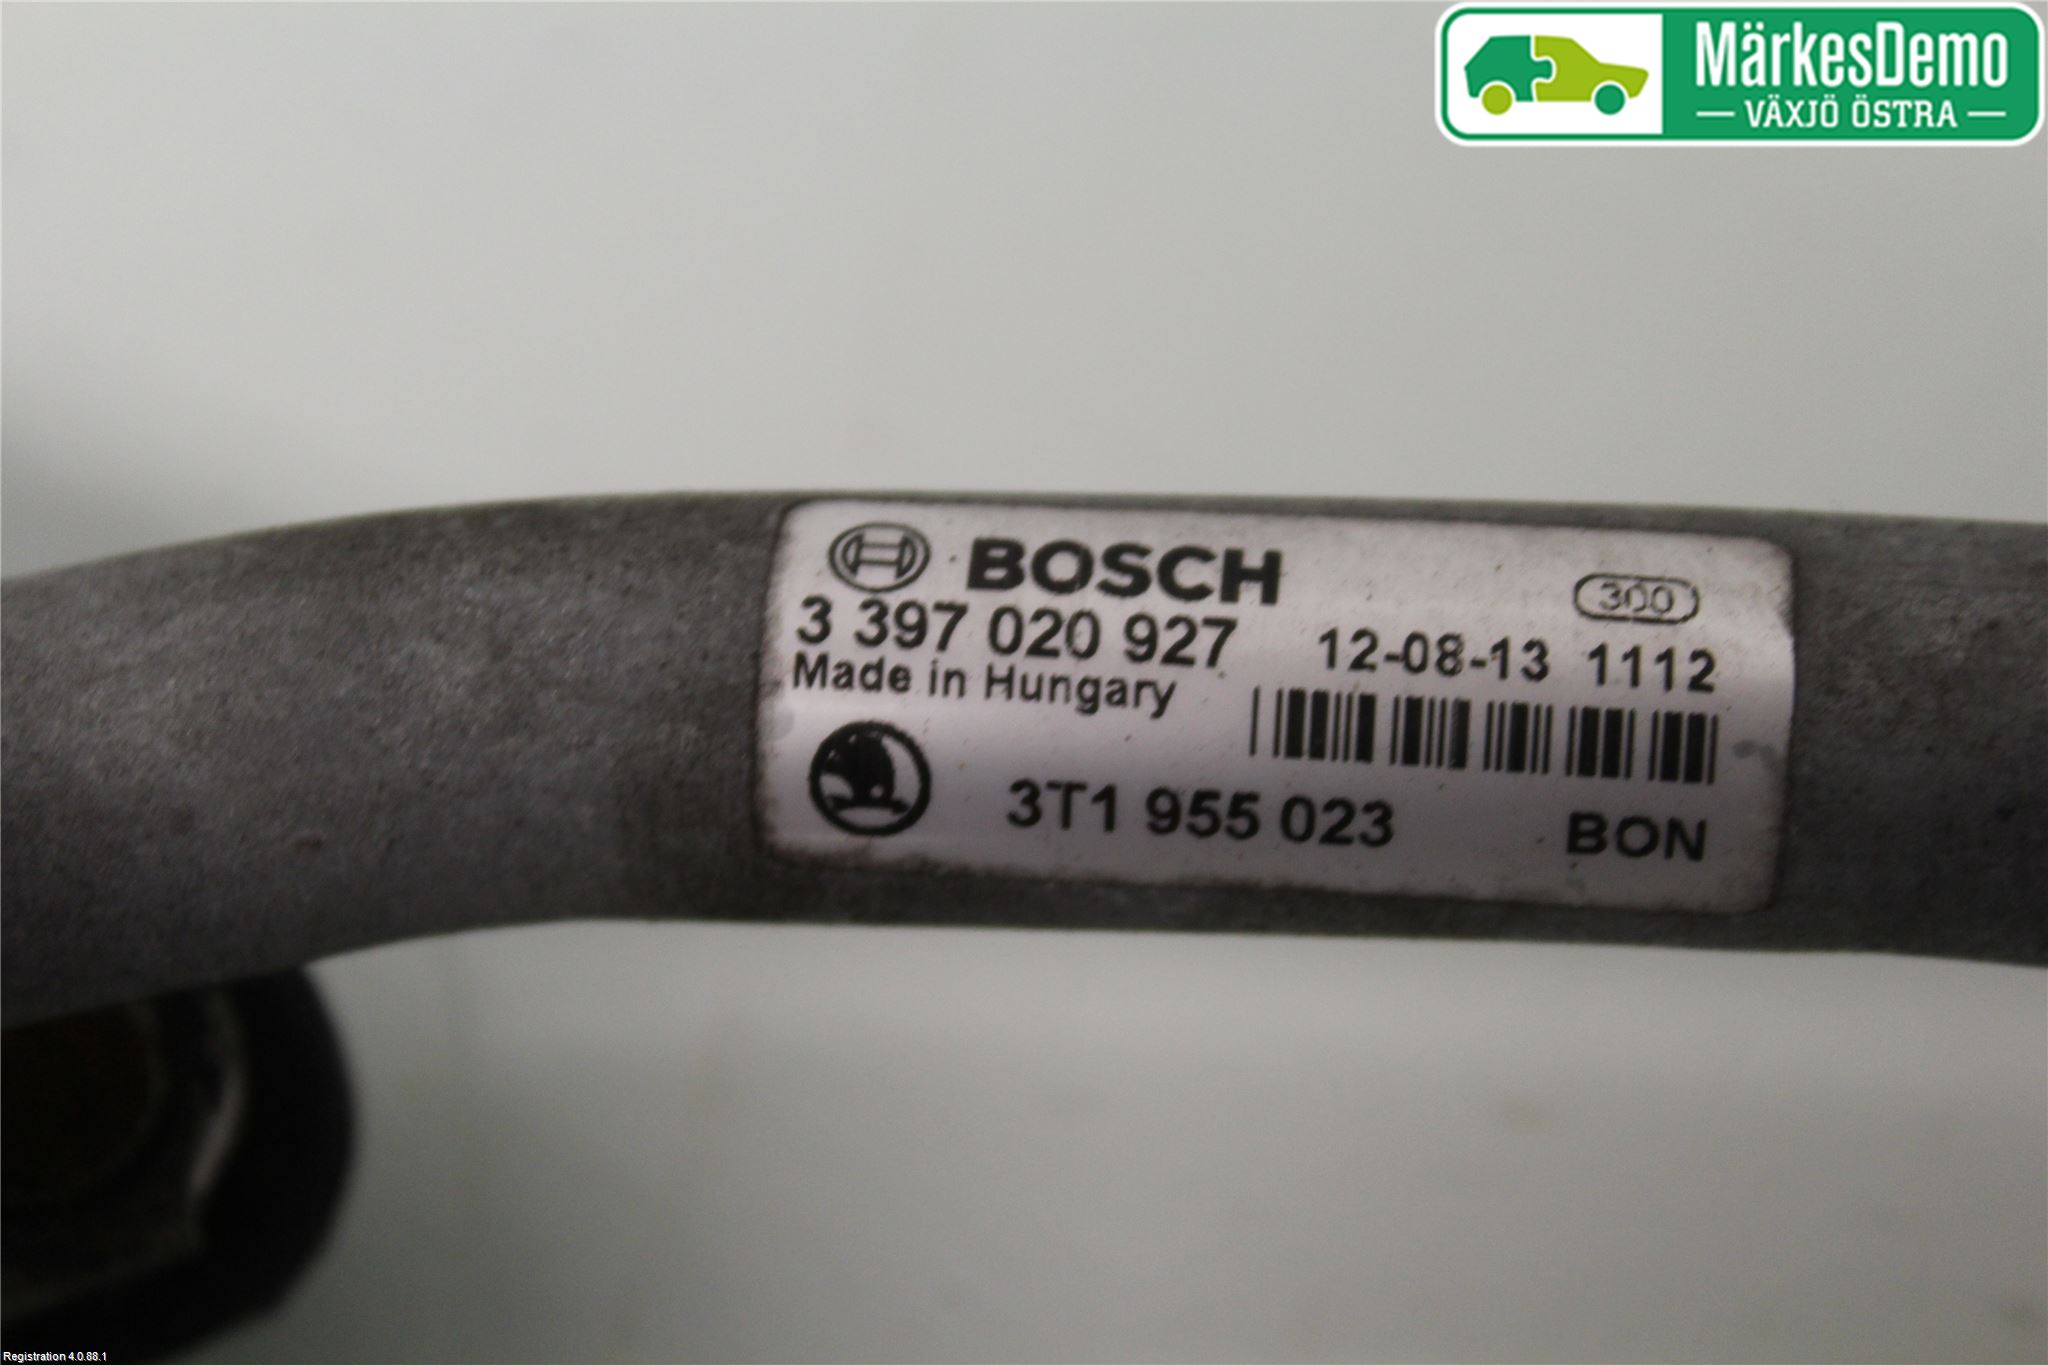 MärkesDemo
VÄXJÖ ÖSTRA
BOSCH
300
3 397 020 927 12-08-13 1112
Made in Hungary
3T1 955 023 BON
Registration 4.0.88.1